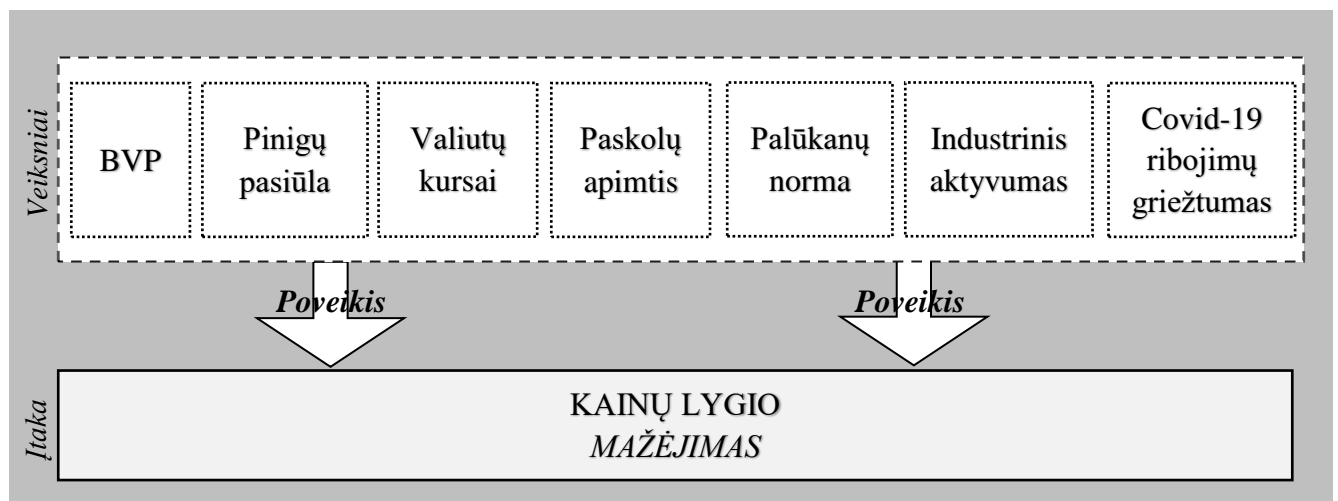 Veiksniai
BVP
Pinigų
pasiūla
Valiutų
kursai
Paskolų
apimtis
Palūkanų
norma
Industrinis
aktyvumas
Covid-19
ribojimų
griežtumas
Poveikis
Poveikis
Įtaka
KAINŲ LYGIO
MAŽĖJIMAS